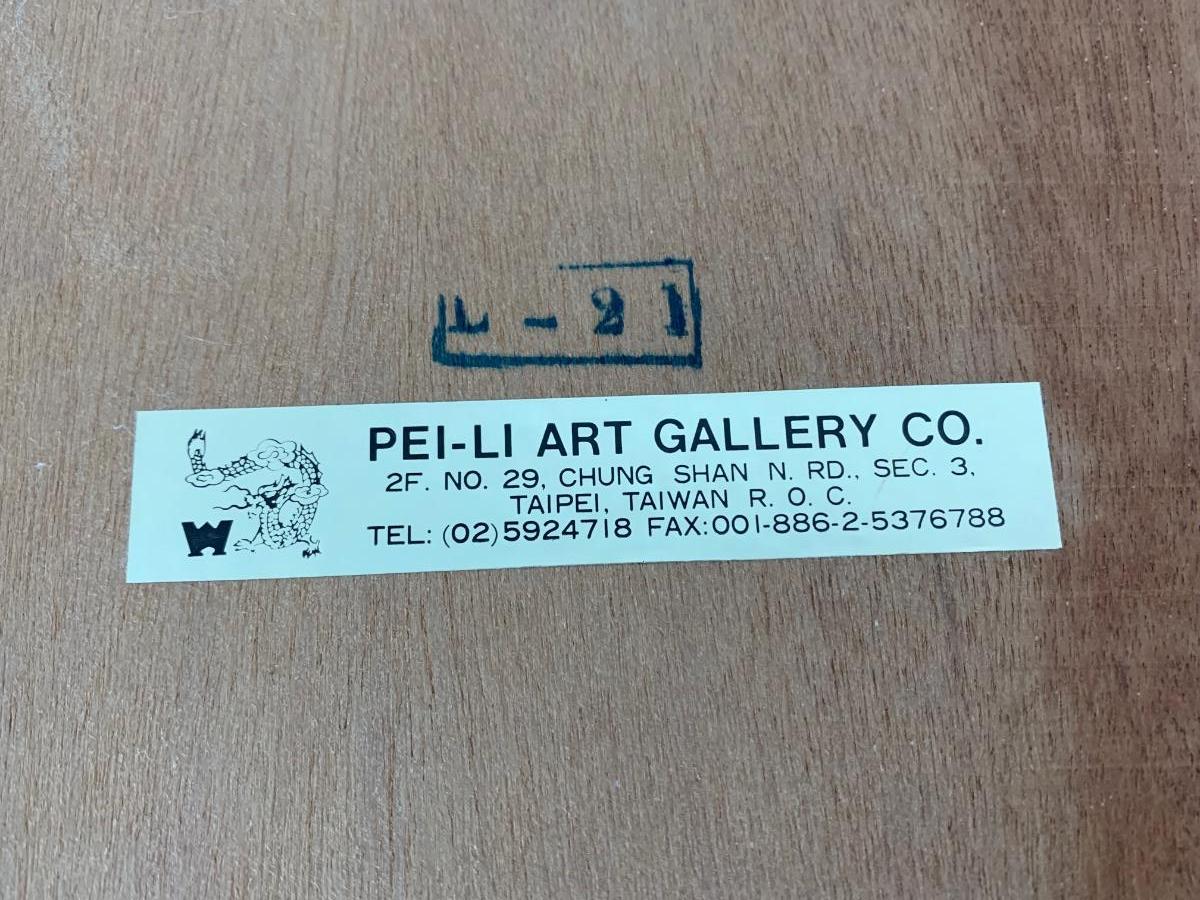 L - 21
PEI-LI ART GALLERY CO.
2F. NO. 29, CHUNG SHAN N. RD., SEC. 3,
TAIPEI, TAIWAN R. O. C.
TEL: (02)5924718 FAX:001-886-2-5376788
W